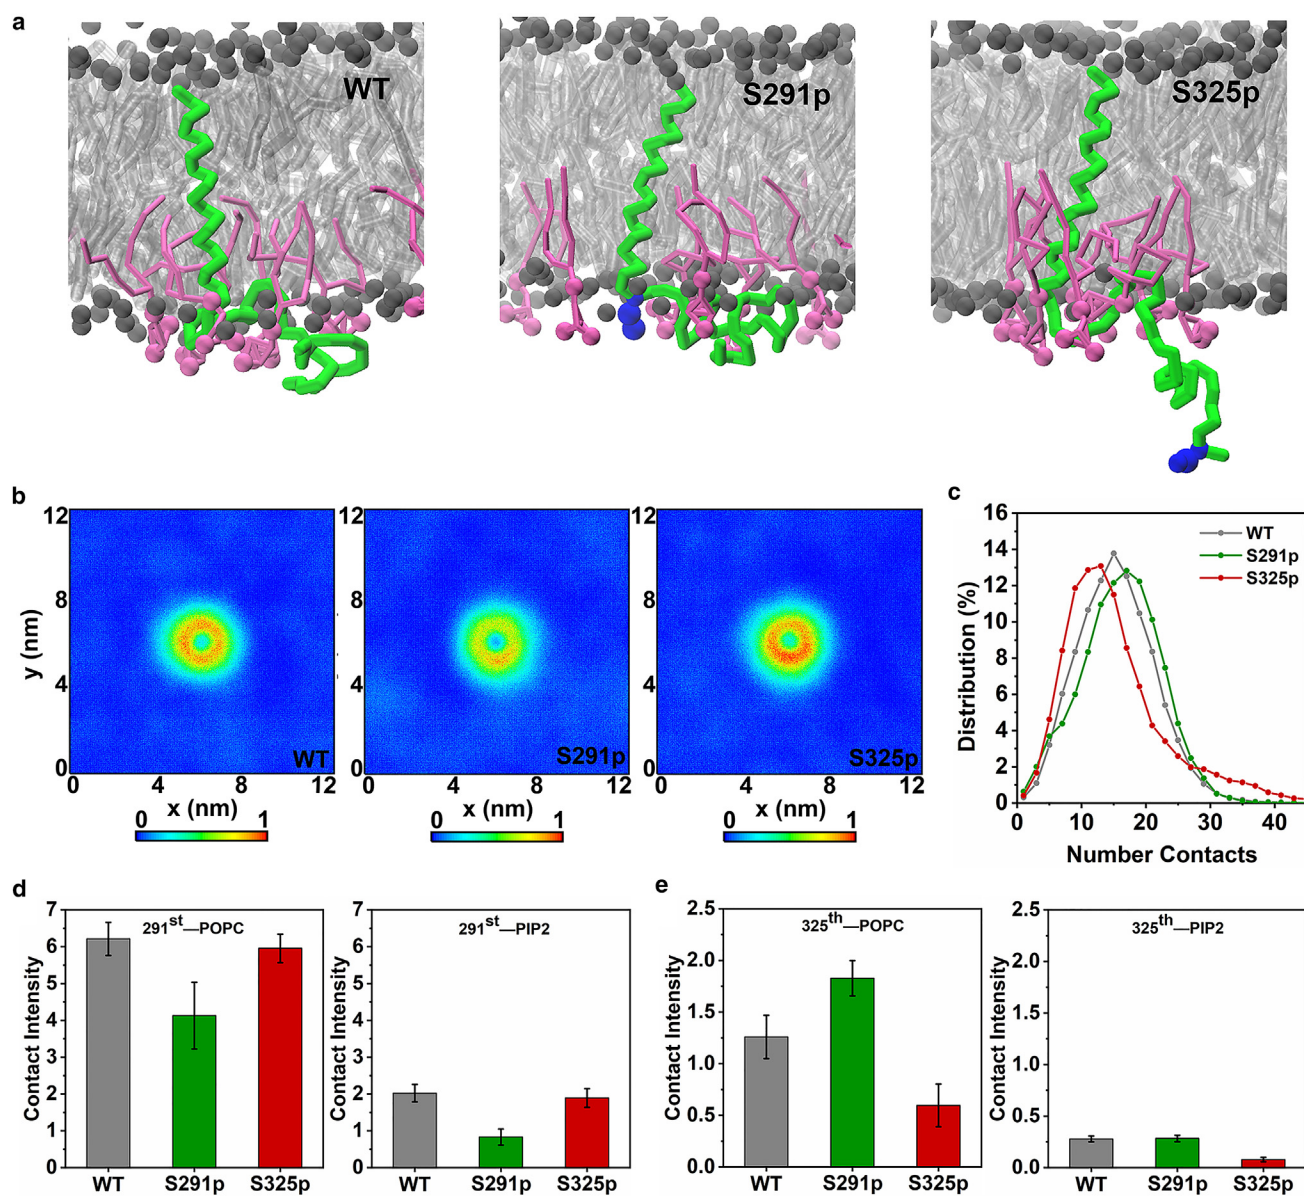 a
WT
S291p
S325p
b
y (nm)
12
8
4
0
WT
0 4 8 12
x (nm)
0 1
12
8
4
0
S291p
0 4 8 12
x (nm)
0 1
12
8
4
0
S325p
0 4 8 12
x (nm)
0 1
c
Distribution (%)
16
14
12
10
8
6
4
2
0
WT
S291p
S325p
0 10 20 30 40
Number Contacts
d
Contact Intensity
7
6
5
4
3
2
1
0
291st—POPC
WT S291p S325p
Contact Intensity
7
6
5
4
3
2
1
0
291st—PIP2
WT S291p S325p
e
Contact Intensity
2.5
2.0
1.5
1.0
0.5
0.0
325th—POPC
WT S291p S325p
Contact Intensity
2.5
2.0
1.5
1.0
0.5
0.0
325th—PIP2
WT S291p S325p